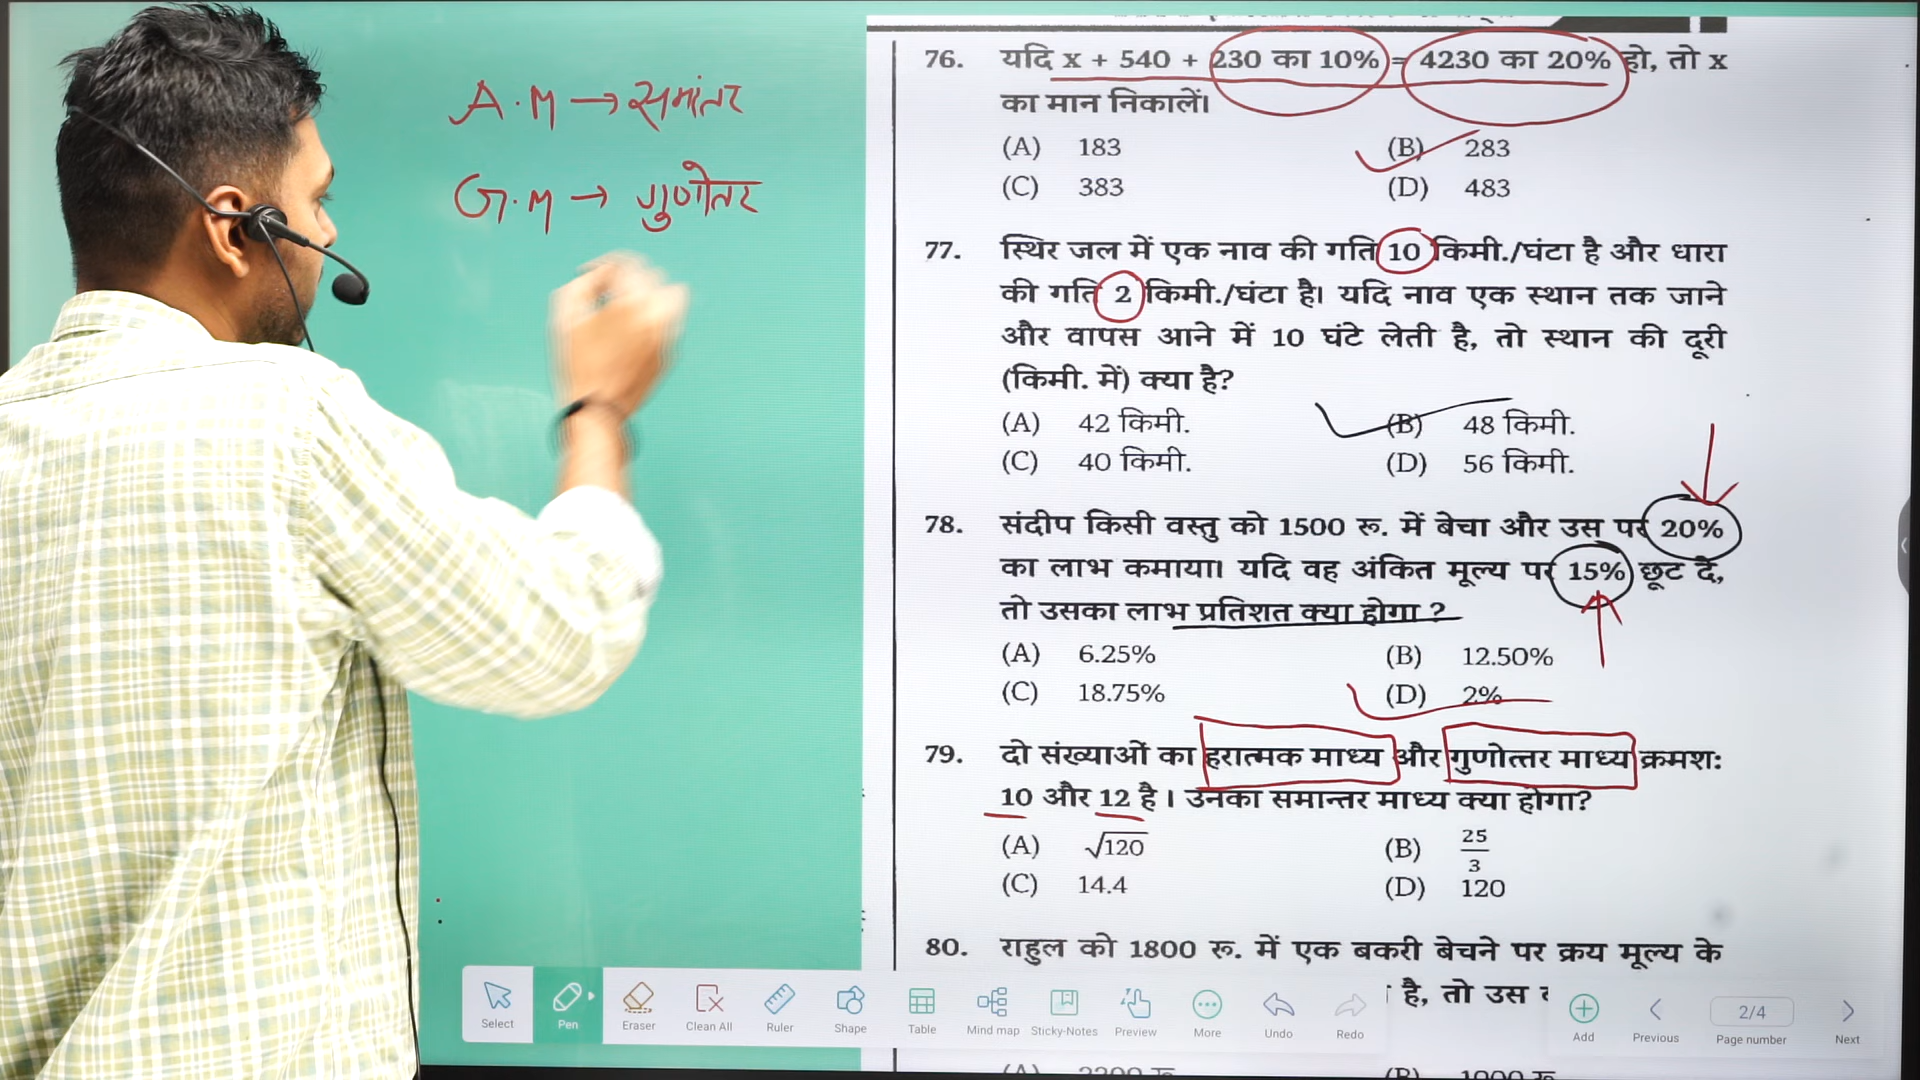 A.M → समांतर
G.M → गुणोतर
76. यदि x + 540 + 230 का 10% = 4230 का 20% हो, तो x
का मान निकालें।
(A) 183 (B) 283
(C) 383 (D) 483
77. स्थिर जल में एक नाव की गति 10 किमी./घंटा है और धारा
की गति 2 किमी./घंटा है। यदि नाव एक स्थान तक जाने
और वापस आने में 10 घंटे लेती है, तो स्थान की दूरी
(किमी. में) क्या है?
(A) 42 किमी. (B) 48 किमी.
(C) 40 किमी. (D) 56 किमी.
78. संदीप किसी वस्तु को 1500 रू. में बेचा और उस पर 20%
का लाभ कमाया। यदि वह अंकित मूल्य पर 15% छूट दे,
तो उसका लाभ प्रतिशत क्या होगा ?
(A) 6.25% (B) 12.50%
(C) 18.75% (D) 2%
79. दो संख्याओं का हरात्मक माध्य और गुणोत्तर माध्य क्रमश:
10 और 12 है । उनका समान्तर माध्य क्या होगा?
(A) √120 (B) 25/3
(C) 14.4 (D) 120
80. राहुल को 1800 रू. में एक बकरी बेचने पर क्रय मूल्य के
है, तो उस
Select Pen Eraser Clean All Ruler Shape Table Mind map Sticky-Notes Preview More Undo Redo Add Previous 2/4 Page number Next